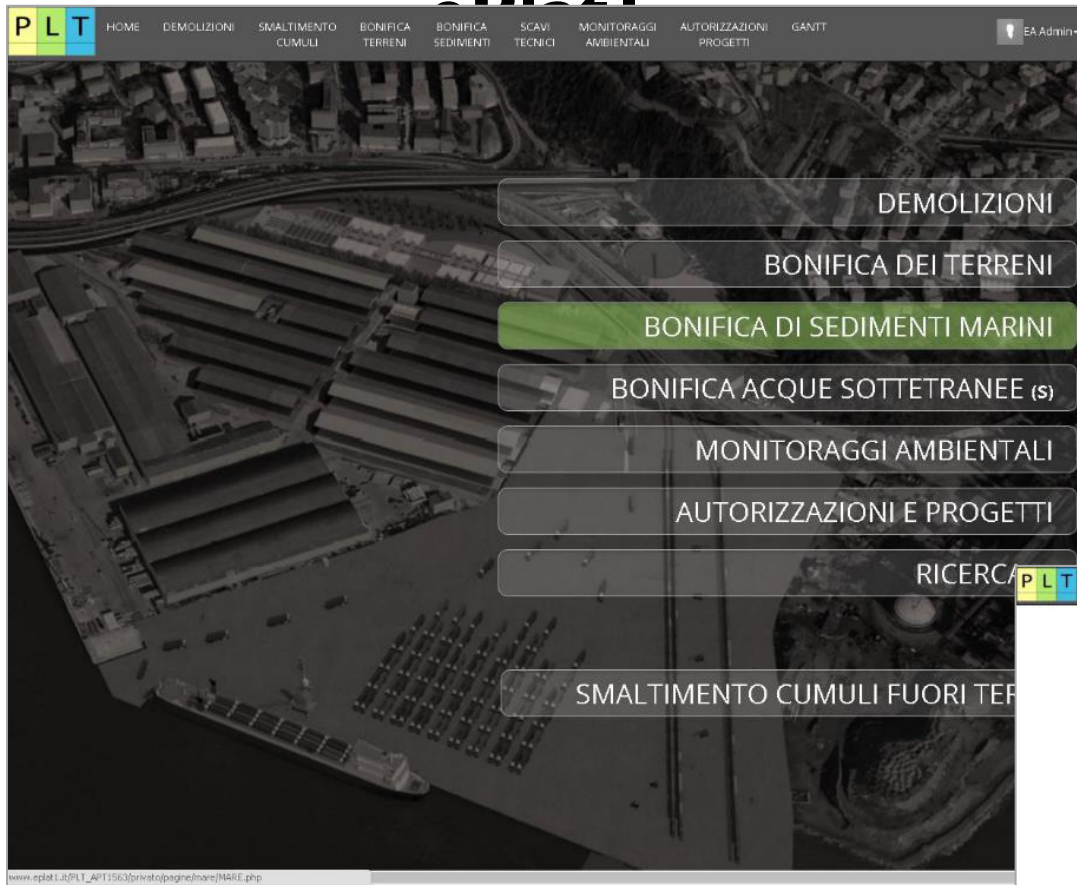 PLT
HOME
DEMOLIZIONI
SMALTIMENTO
CUMULI
BONIFICA
TERRENI
BONIFICA
SEDIMENTI
SCAVI
TECNICI
MONITORAGGI
AMBIENTALI
AUTORIZZAZIONI
PROGETTI
GANTT
EA Admin
DEMOLIZIONI
BONIFICA DEI TERRENI
BONIFICA DI SEDIMENTI MARINI
BONIFICA ACQUE SOTTETRANEE (S)
MONITORAGGI AMBIENTALI
AUTORIZZAZIONI E PROGETTI
RICERCA
PLT
SMALTIMENTO CUMULI FUORI TER
www.eplat1.it/PLT_APT1563/privato/pagine/mare/MARE.php